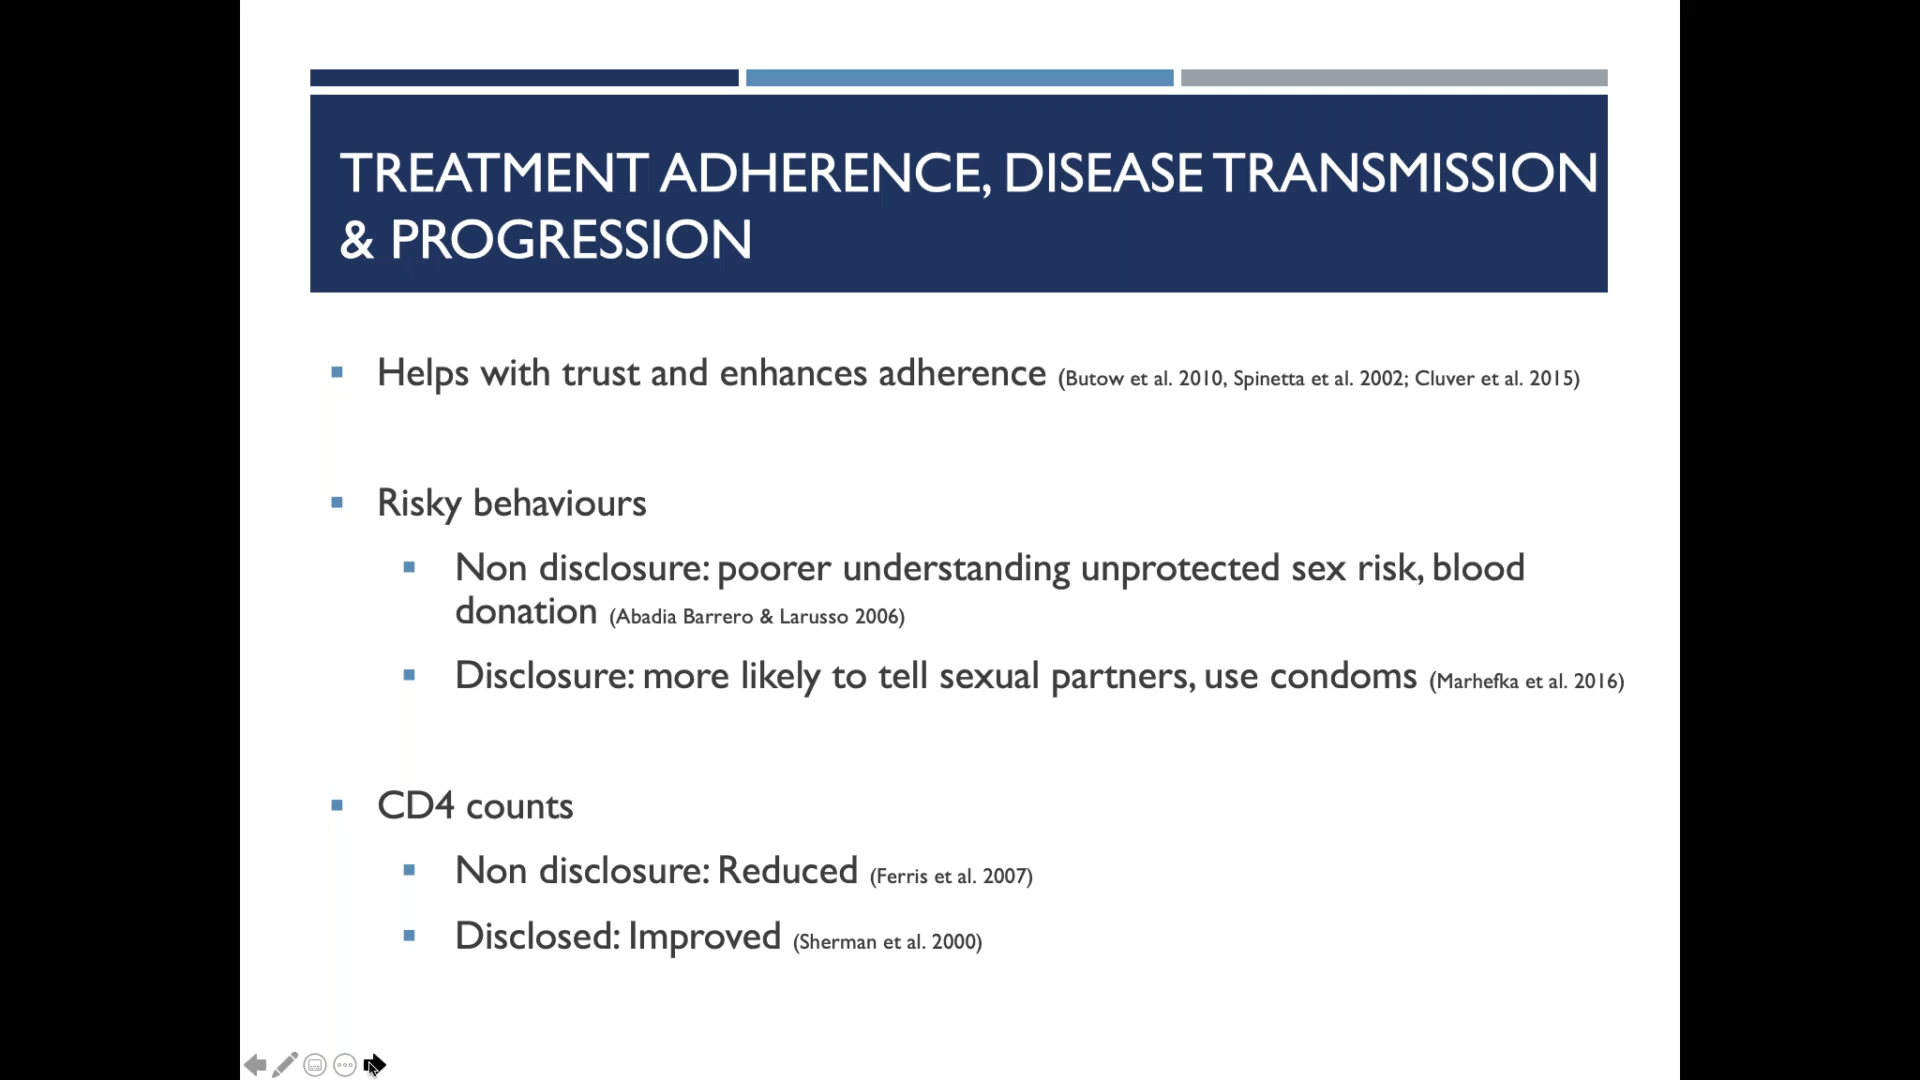 TREATMENT ADHERENCE, DISEASE TRANSMISSION
& PROGRESSION
Helps with trust and enhances adherence (Butow et al. 2010, Spinetta et al. 2002; Cluver et al. 2015)
Risky behaviours
Non disclosure: poorer understanding unprotected sex risk, blood
donation (Abadia Barrero & Larusso 2006)
Disclosure: more likely to tell sexual partners, use condoms (Marhefka et al. 2016)
CD4 counts
Non disclosure: Reduced (Ferris et al. 2007)
Disclosed: Improved (Sherman et al. 2000)